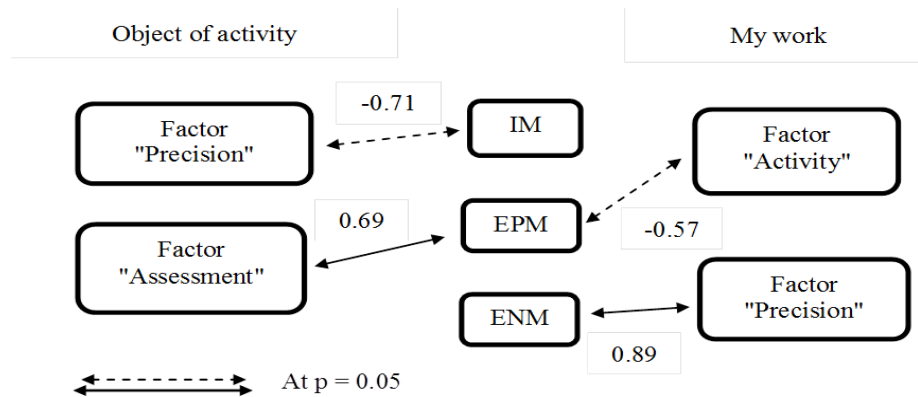 Object of activity
My work
-0.71
Factor
"Precision"
IM
Factor
"Activity"
0.69
EPM
-0.57
Factor
"Assessment"
ENM
Factor
"Precision"
0.89
At p = 0.05